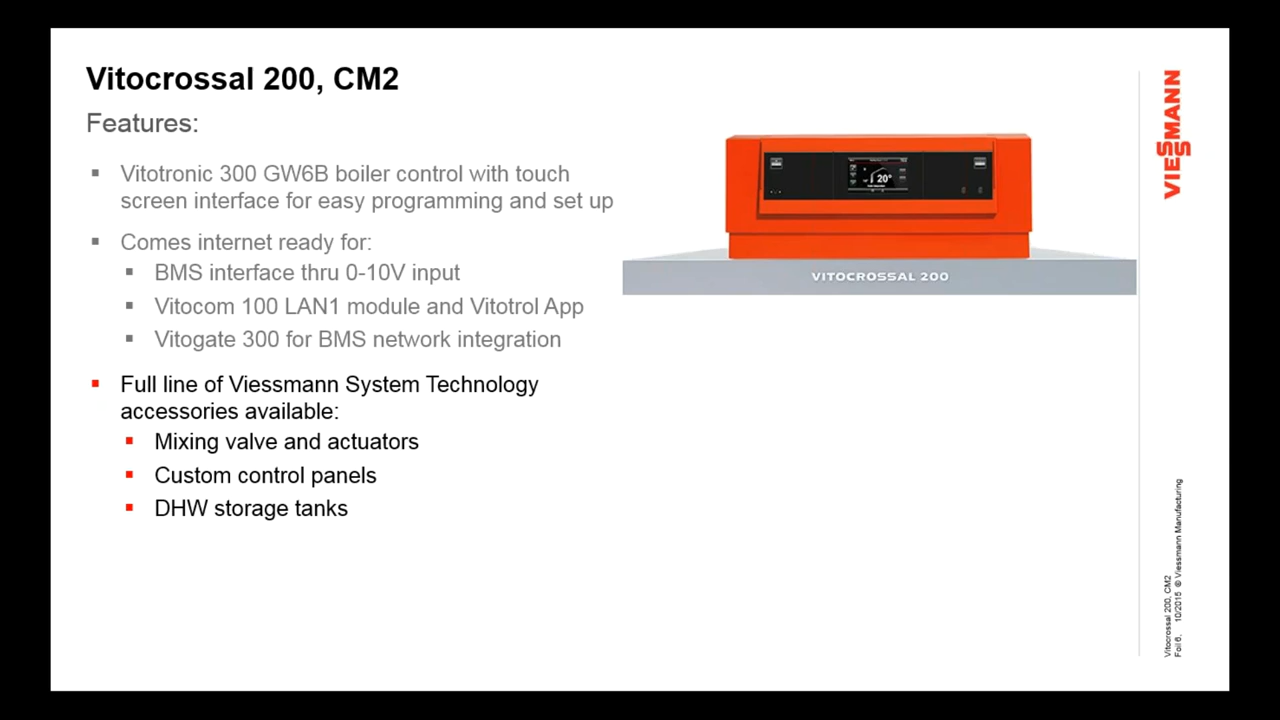 Vitocrossal 200, CM2
Features:
▪ Vitotronic 300 GW6B boiler control with touch
screen interface for easy programming and set up
▪ Comes internet ready for:
▪ BMS interface thru 0-10V input
▪ Vitocom 100 LAN1 module and Vitotrol App
▪ Vitogate 300 for BMS network integration
▪ Full line of Viessmann System Technology
accessories available:
▪ Mixing valve and actuators
▪ Custom control panels
▪ DHW storage tanks
20°
VITOCROSSAL 200
VIESSMANN
Vitocrossal 200, CM2
Foil 6, 10/2015 © Viessmann Manufacturing